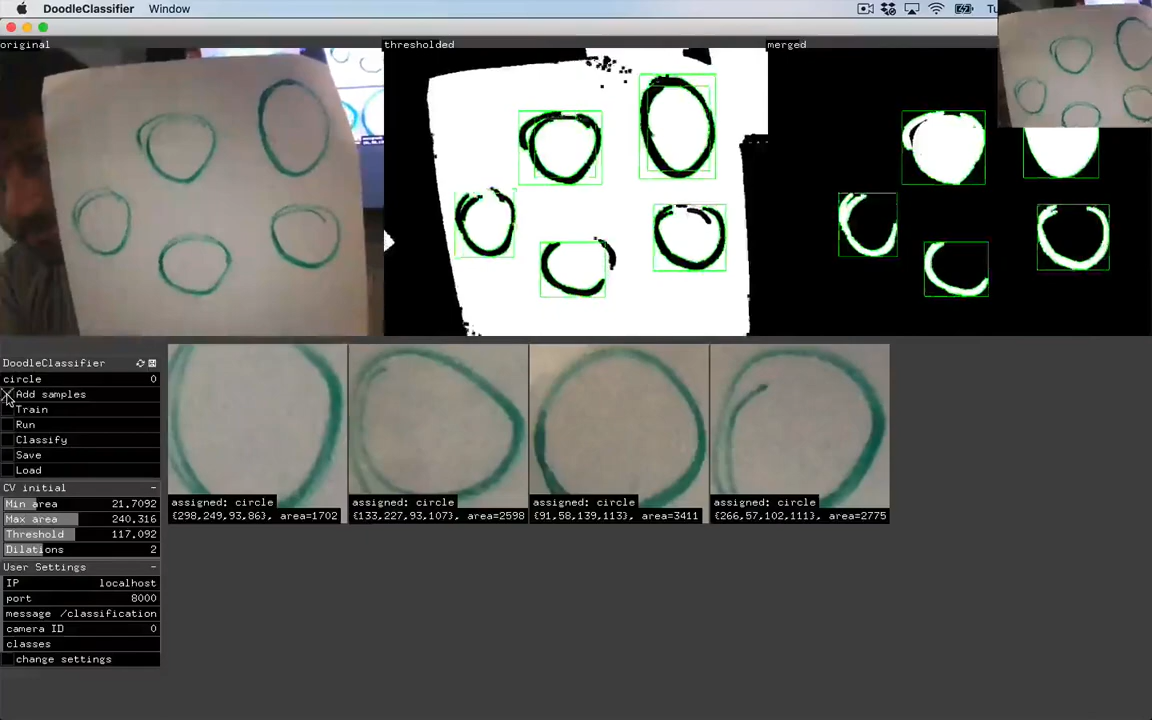 DoodleClassifier Window Tu
original thresholded merged
DoodleClassifier
circle 0
Add samples
Train
Run
Classify
Save
Load
CV initial -
Min area 21.7092
Max area 240.316
Threshold 117.092
Dilations 2
User Settings -
IP localhost
port 8000
message /classification
camera ID 0
classes
change settings
assigned: circle
{298,249,93,86}, area=1702
assigned: circle
{133,227,93,107}, area=2598
assigned: circle
{91,58,139,113}, area=3411
assigned: circle
{266,57,102,111}, area=2775